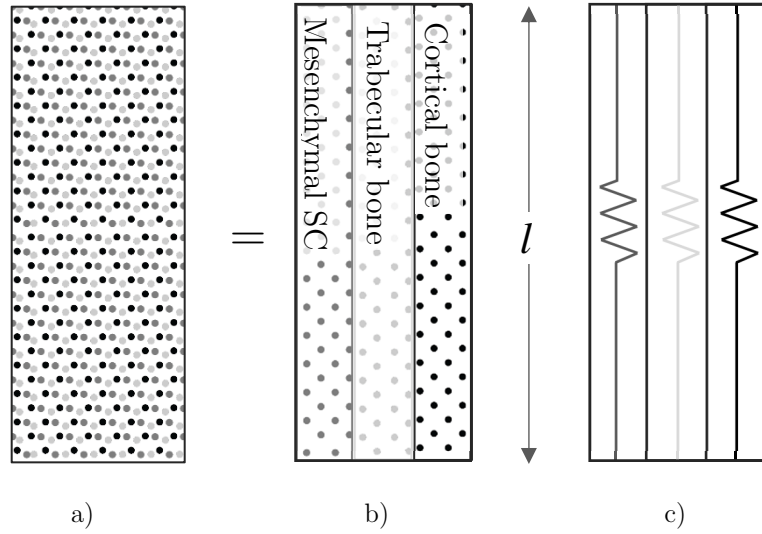 Mesenchymal SC
Trabecular bone
Cortical bone
=
l
a)
b)
c)